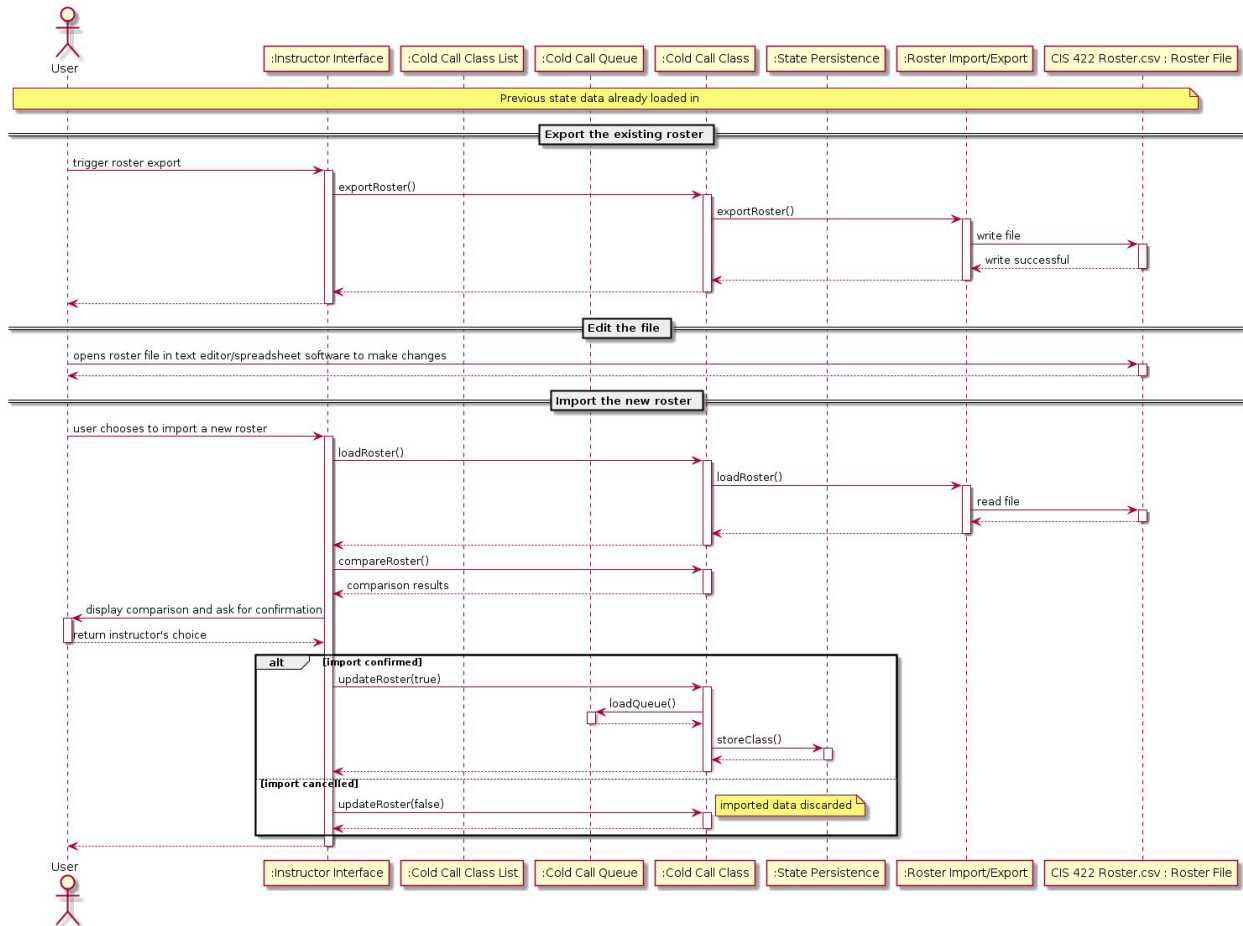 User
:Instructor Interface
:Cold Call Class List
:Cold Call Queue
:Cold Call Class
:State Persistence
:Roster Import/Export
CIS 422 Roster.csv : Roster File
Previous state data already loaded in
Export the existing roster
trigger roster export
exportRoster()
exportRoster()
write file
write successful
Edit the file
opens roster file in text editor/spreadsheet software to make changes
Import the new roster
user chooses to import a new roster
loadRoster()
loadRoster()
read file
compareRoster()
comparison results
display comparison and ask for confirmation
return instructor's choice
alt
[import confirmed]
updateRoster(true)
loadQueue()
storeClass()
[import cancelled]
updateRoster(false)
imported data discarded
User
:Instructor Interface
:Cold Call Class List
:Cold Call Queue
:Cold Call Class
:State Persistence
:Roster Import/Export
CIS 422 Roster.csv : Roster File